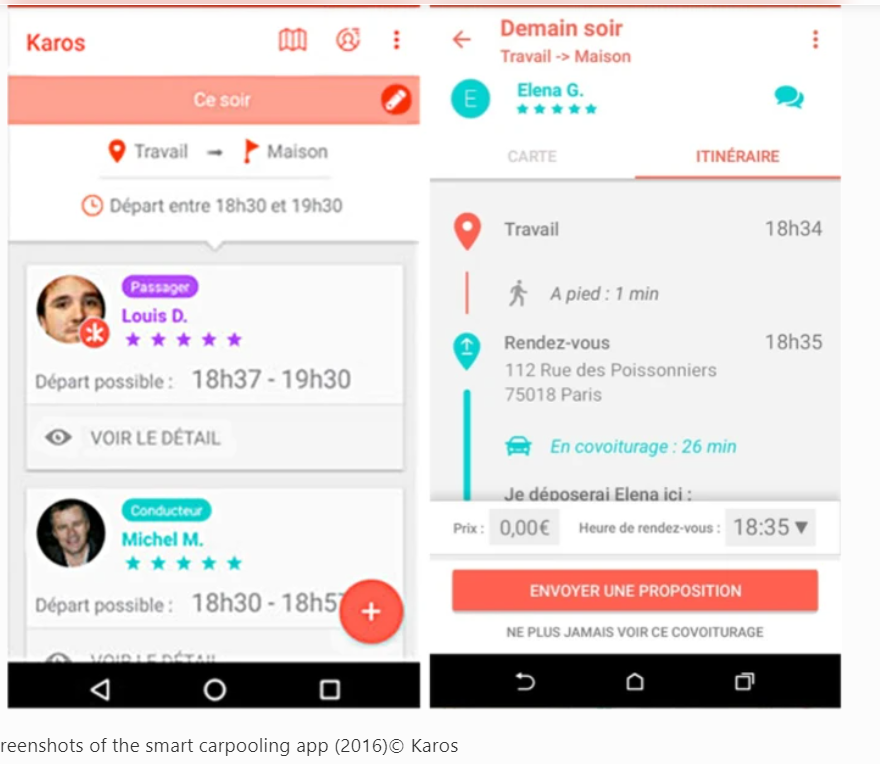 Karos
Ce soir
Travail → Maison
Départ entre 18h30 et 19h30
Passager
Louis D.
Départ possible : 18h37 - 19h30
VOIR LE DÉTAIL
Conducteur
Michel M.
Départ possible : 18h30 - 18h57
+
VOIR LE DÉTAIL
Demain soir
Travail -> Maison
E
Elena G.
CARTE
ITINÉRAIRE
Travail 18h34
A pied : 1 min
Rendez-vous 18h35
112 Rue des Poissonniers
75018 Paris
En covoiturage : 26 min
Je déposerai Elena ici :
Prix : 0,00€ Heure de rendez-vous : 18:35 ▼
ENVOYER UNE PROPOSITION
NE PLUS JAMAIS VOIR CE COVOITURAGE
reenshots of the smart carpooling app (2016)© Karos